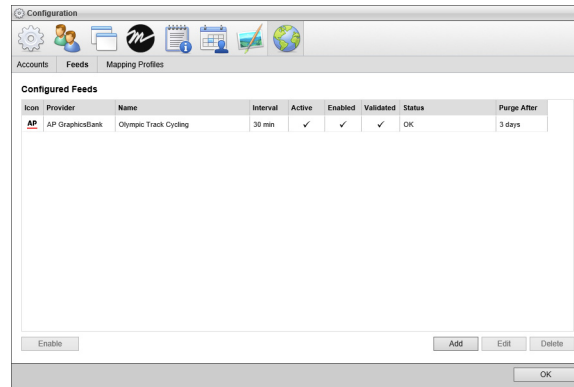 Configuration
Accounts Feeds Mapping Profiles
Configured Feeds
Icon Provider Name Interval Active Enabled Validated Status Purge After
AP AP GraphicsBank Olympic Track Cycling 30 min ✓ ✓ ✓ OK 3 days
Enable Add Edit Delete
OK